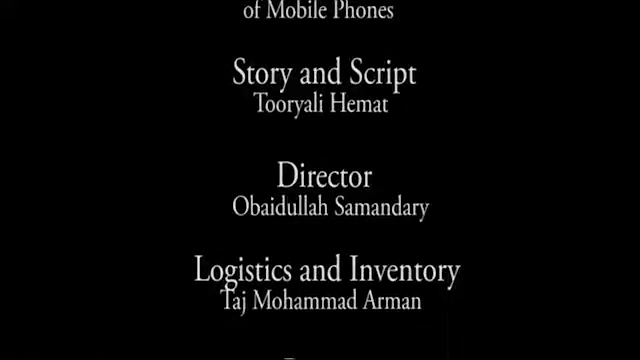 of Mobile Phones
Story and Script
Tooryali Hemat
Director
Obaidullah Samandary
Logistics and Inventory
Taj Mohammad Arman